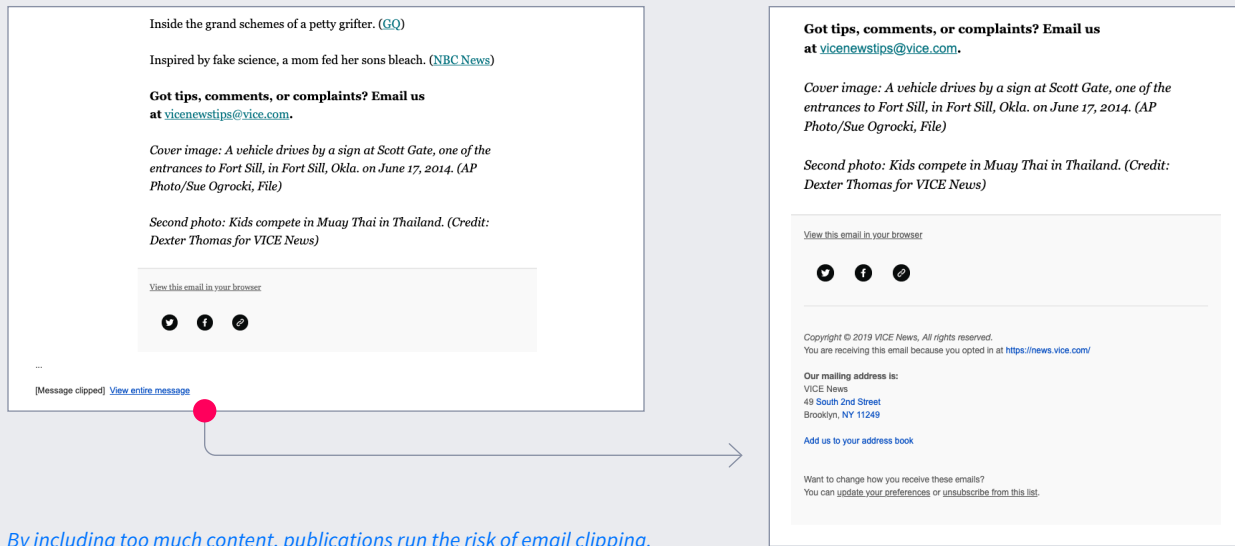 Inside the grand schemes of a petty grifter. (GQ)
Inspired by fake science, a mom fed her sons bleach. (NBC News)
Got tips, comments, or complaints? Email us
at vicenewstips@vice.com.
Cover image: A vehicle drives by a sign at Scott Gate, one of the
entrances to Fort Sill, in Fort Sill, Okla. on June 17, 2014. (AP
Photo/Sue Ogrocki, File)
Second photo: Kids compete in Muay Thai in Thailand. (Credit:
Dexter Thomas for VICE News)
View this email in your browser
...
[Message clipped] View entire message
By including too much content, publications run the risk of email clipping.
Got tips, comments, or complaints? Email us
at vicenewstips@vice.com.
Cover image: A vehicle drives by a sign at Scott Gate, one of the
entrances to Fort Sill, in Fort Sill, Okla. on June 17, 2014. (AP
Photo/Sue Ogrocki, File)
Second photo: Kids compete in Muay Thai in Thailand. (Credit:
Dexter Thomas for VICE News)
View this email in your browser
Copyright © 2019 VICE News, All rights reserved.
You are receiving this email because you opted in at https://news.vice.com/
Our mailing address is:
VICE News
49 South 2nd Street
Brooklyn, NY 11249
Add us to your address book
Want to change how you receive these emails?
You can update your preferences or unsubscribe from this list.